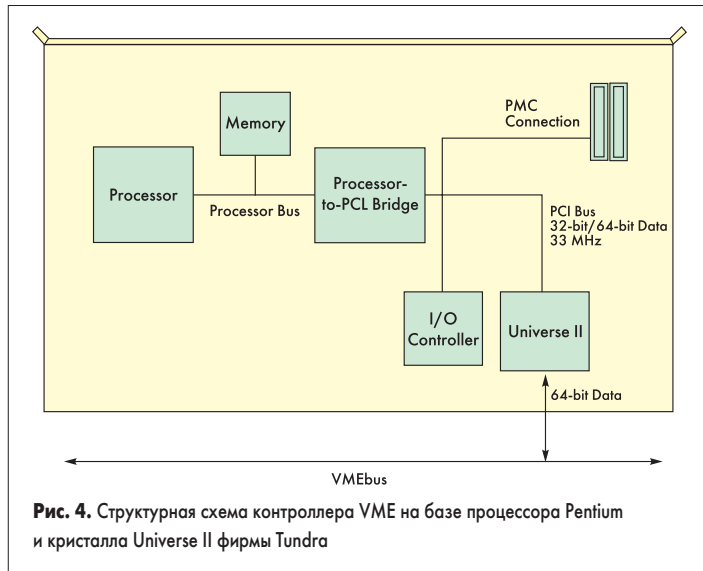 PMC
Connection
Memory
Processor
Processor-
to-PCL Bridge
Processor Bus
PCI Bus
32-bit/64-bit Data
33 MHz
I/O
Controller
Universe II
64-bit Data
VMEbus
Рис. 4. Структурная схема контроллера VME на базе процессора Pentium
и кристалла Universe II фирмы Tundra